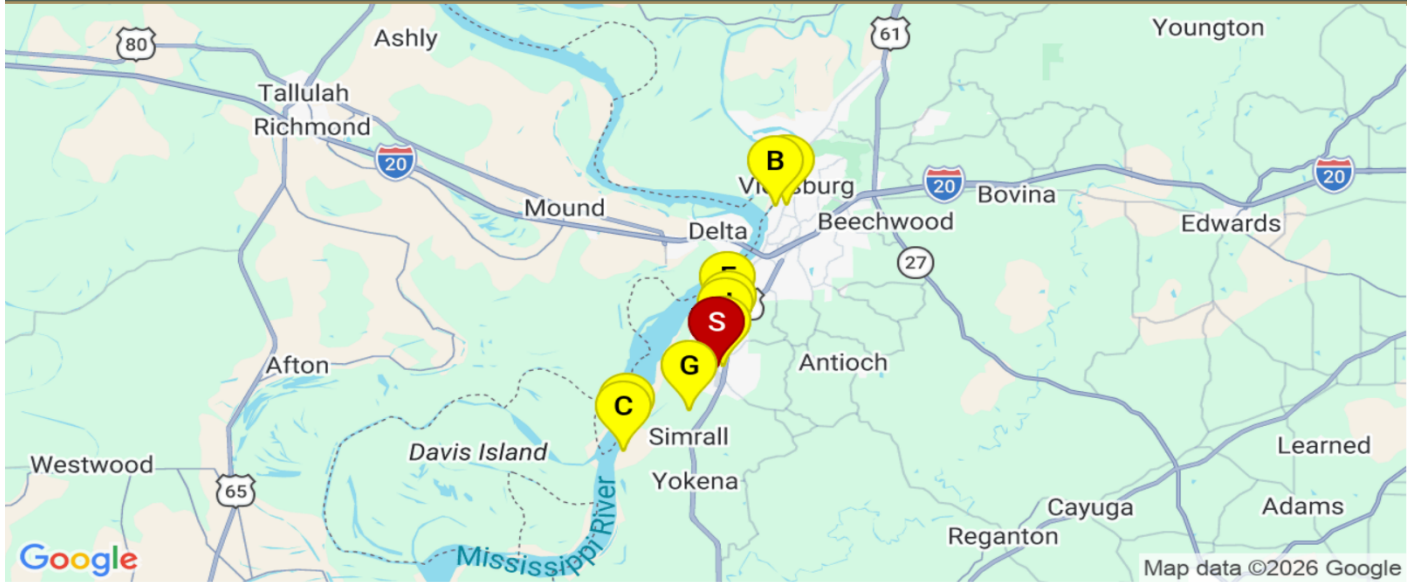 Youngton
61
80
Ashly
Tallulah
Richmond
20
B
20
20
Bovina
Mound
Beechwood
Edwards
Delta
27
S
Afton
G
Antioch
C
Simrall
Davis Island
Learned
Westwood
Yokena
65
Cayuga
Adams
Reganton
Mississippi River
Google
Map data ©2026 Google